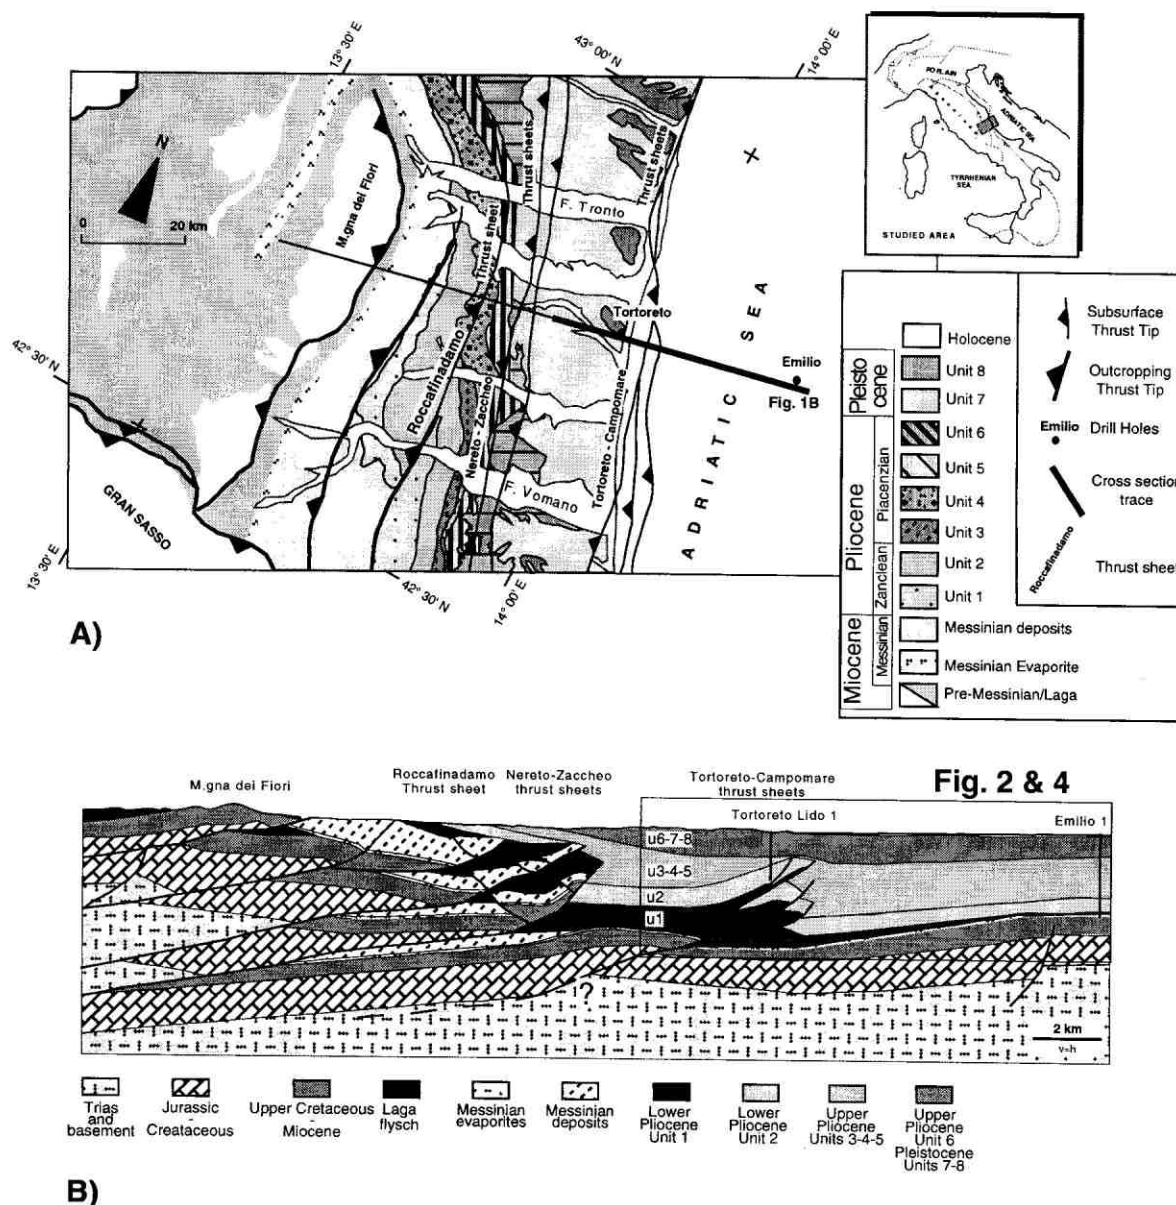 13° 30' E
43° 00' N
14° 00' E
N
0
20 km
M.gna dei Fiori
Thrust sheets
Thrust sheets
F. Tronto
Thrust sheet
Roccafinadamo
Nereto - Zaccheo
Tortoreto
Tortoreto - Campomare
Emilio
Fig. 1B
ADRIATIC SEA
F. Vomano
GRAN SASSO
42° 30' N
13° 30' E
42° 30' N
14° 00' E
A)
PO PLAIN
ADRIATIC SEA
TYRRHENIAN
SEA
STUDIED AREA
Pleisto
cene
Pliocene
Piacenzian
Zanclean
Miocene
Messinian
Holocene
Unit 8
Unit 7
Unit 6
Unit 5
Unit 4
Unit 3
Unit 2
Unit 1
Messinian deposits
Messinian Evaporite
Pre-Messinian/Laga
Subsurface
Thrust Tip
Outcropping
Thrust Tip
Emilio
Drill Holes
Cross section
trace
Roccafinadamo
Thrust sheet
M.gna dei Fiori
Roccafinadamo
Thrust sheet
Nereto-Zaccheo
thrust sheets
Tortoreto-Campomare
thrust sheets
Fig. 2 & 4
Tortoreto Lido 1
Emilio 1
u6-7-8
u3-4-5
u2
u1
?
2 km
v=h
Trias
and
basement
Jurassic
-
Creataceous
Upper Cretaceous
-
Miocene
Laga
flysch
Messinian
evaporites
Messinian
deposits
Lower
Pliocene
Unit 1
Lower
Pliocene
Unit 2
Upper
Pliocene
Units 3-4-5
Upper
Pliocene
Unit 6
Pleistocene
Units 7-8
B)